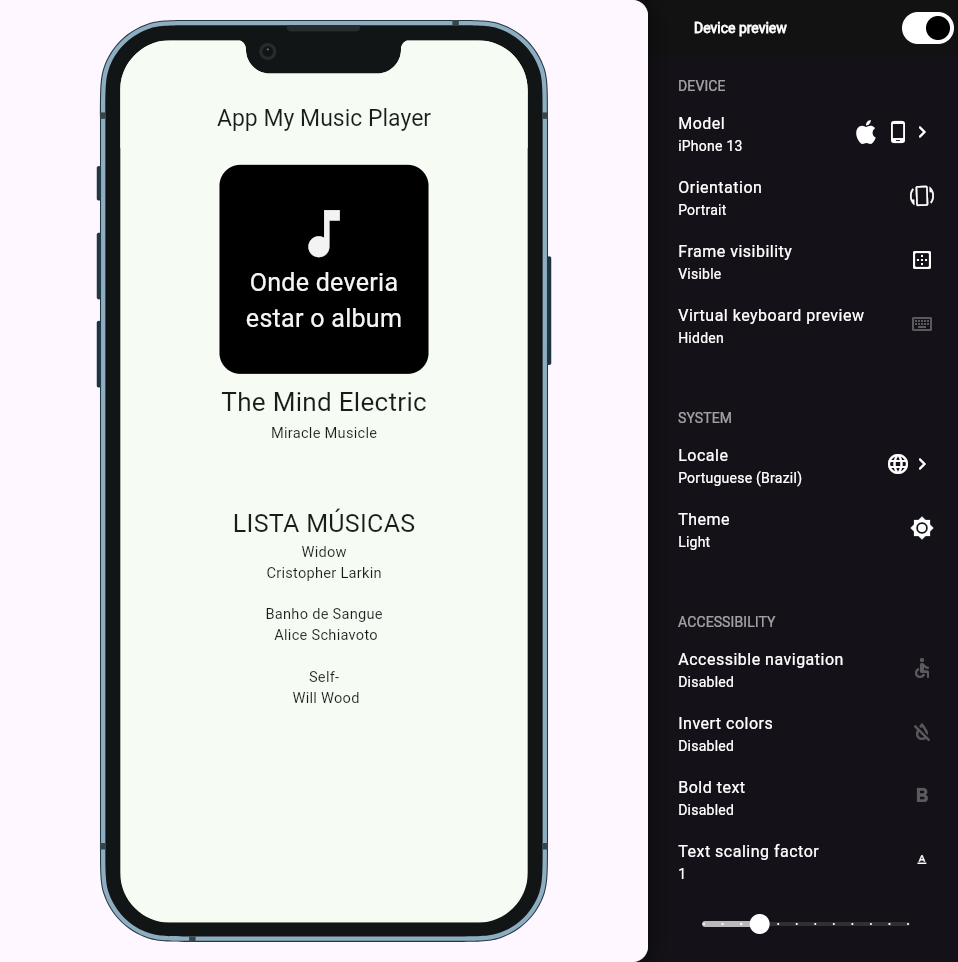 App My Music Player
Onde deveria
estar o album
The Mind Electric
Miracle Musicle
LISTA MÚSICAS
Widow
Cristopher Larkin
Banho de Sangue
Alice Schiavoto
Self-
Will Wood
Device preview
DEVICE
Model
iPhone 13
Orientation
Portrait
Frame visibility
Visible
Virtual keyboard preview
Hidden
SYSTEM
Locale
Portuguese (Brazil)
Theme
Light
ACCESSIBILITY
Accessible navigation
Disabled
Invert colors
Disabled
Bold text
Disabled
B
Text scaling factor
1
A